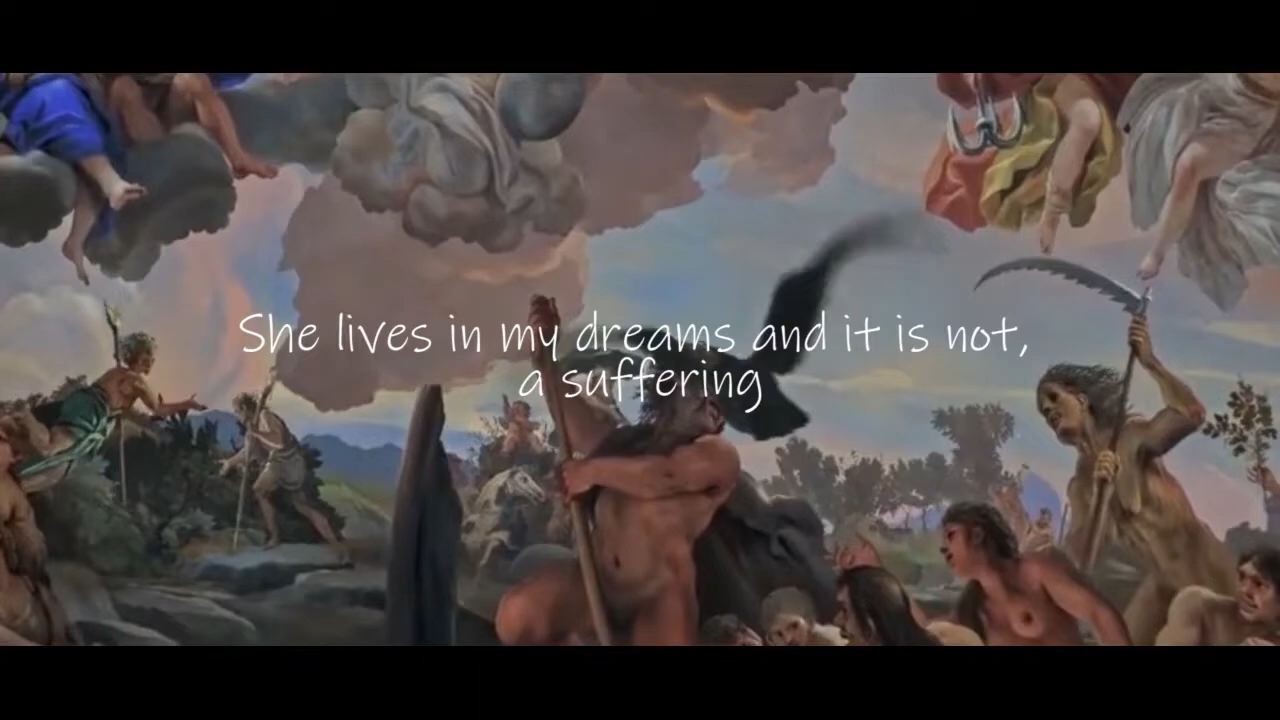 She lives in my dreams and it is not,
a suffering